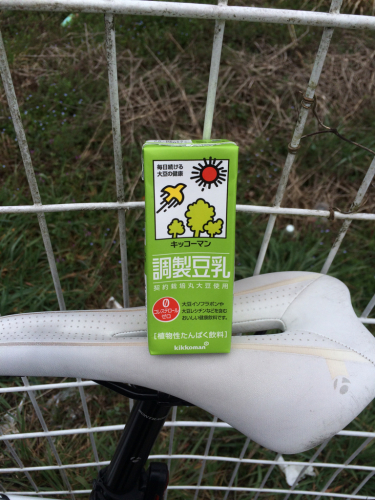 毎日続ける
大豆の健康
キッコーマン
調製豆乳
契約栽培丸大豆使用
0
コレステロール
ゼロ
大豆イソフラボンや
大豆レシチンなどを含む
おいしい健康飲料です。
【植物性たんぱく飲料】
kikkoman